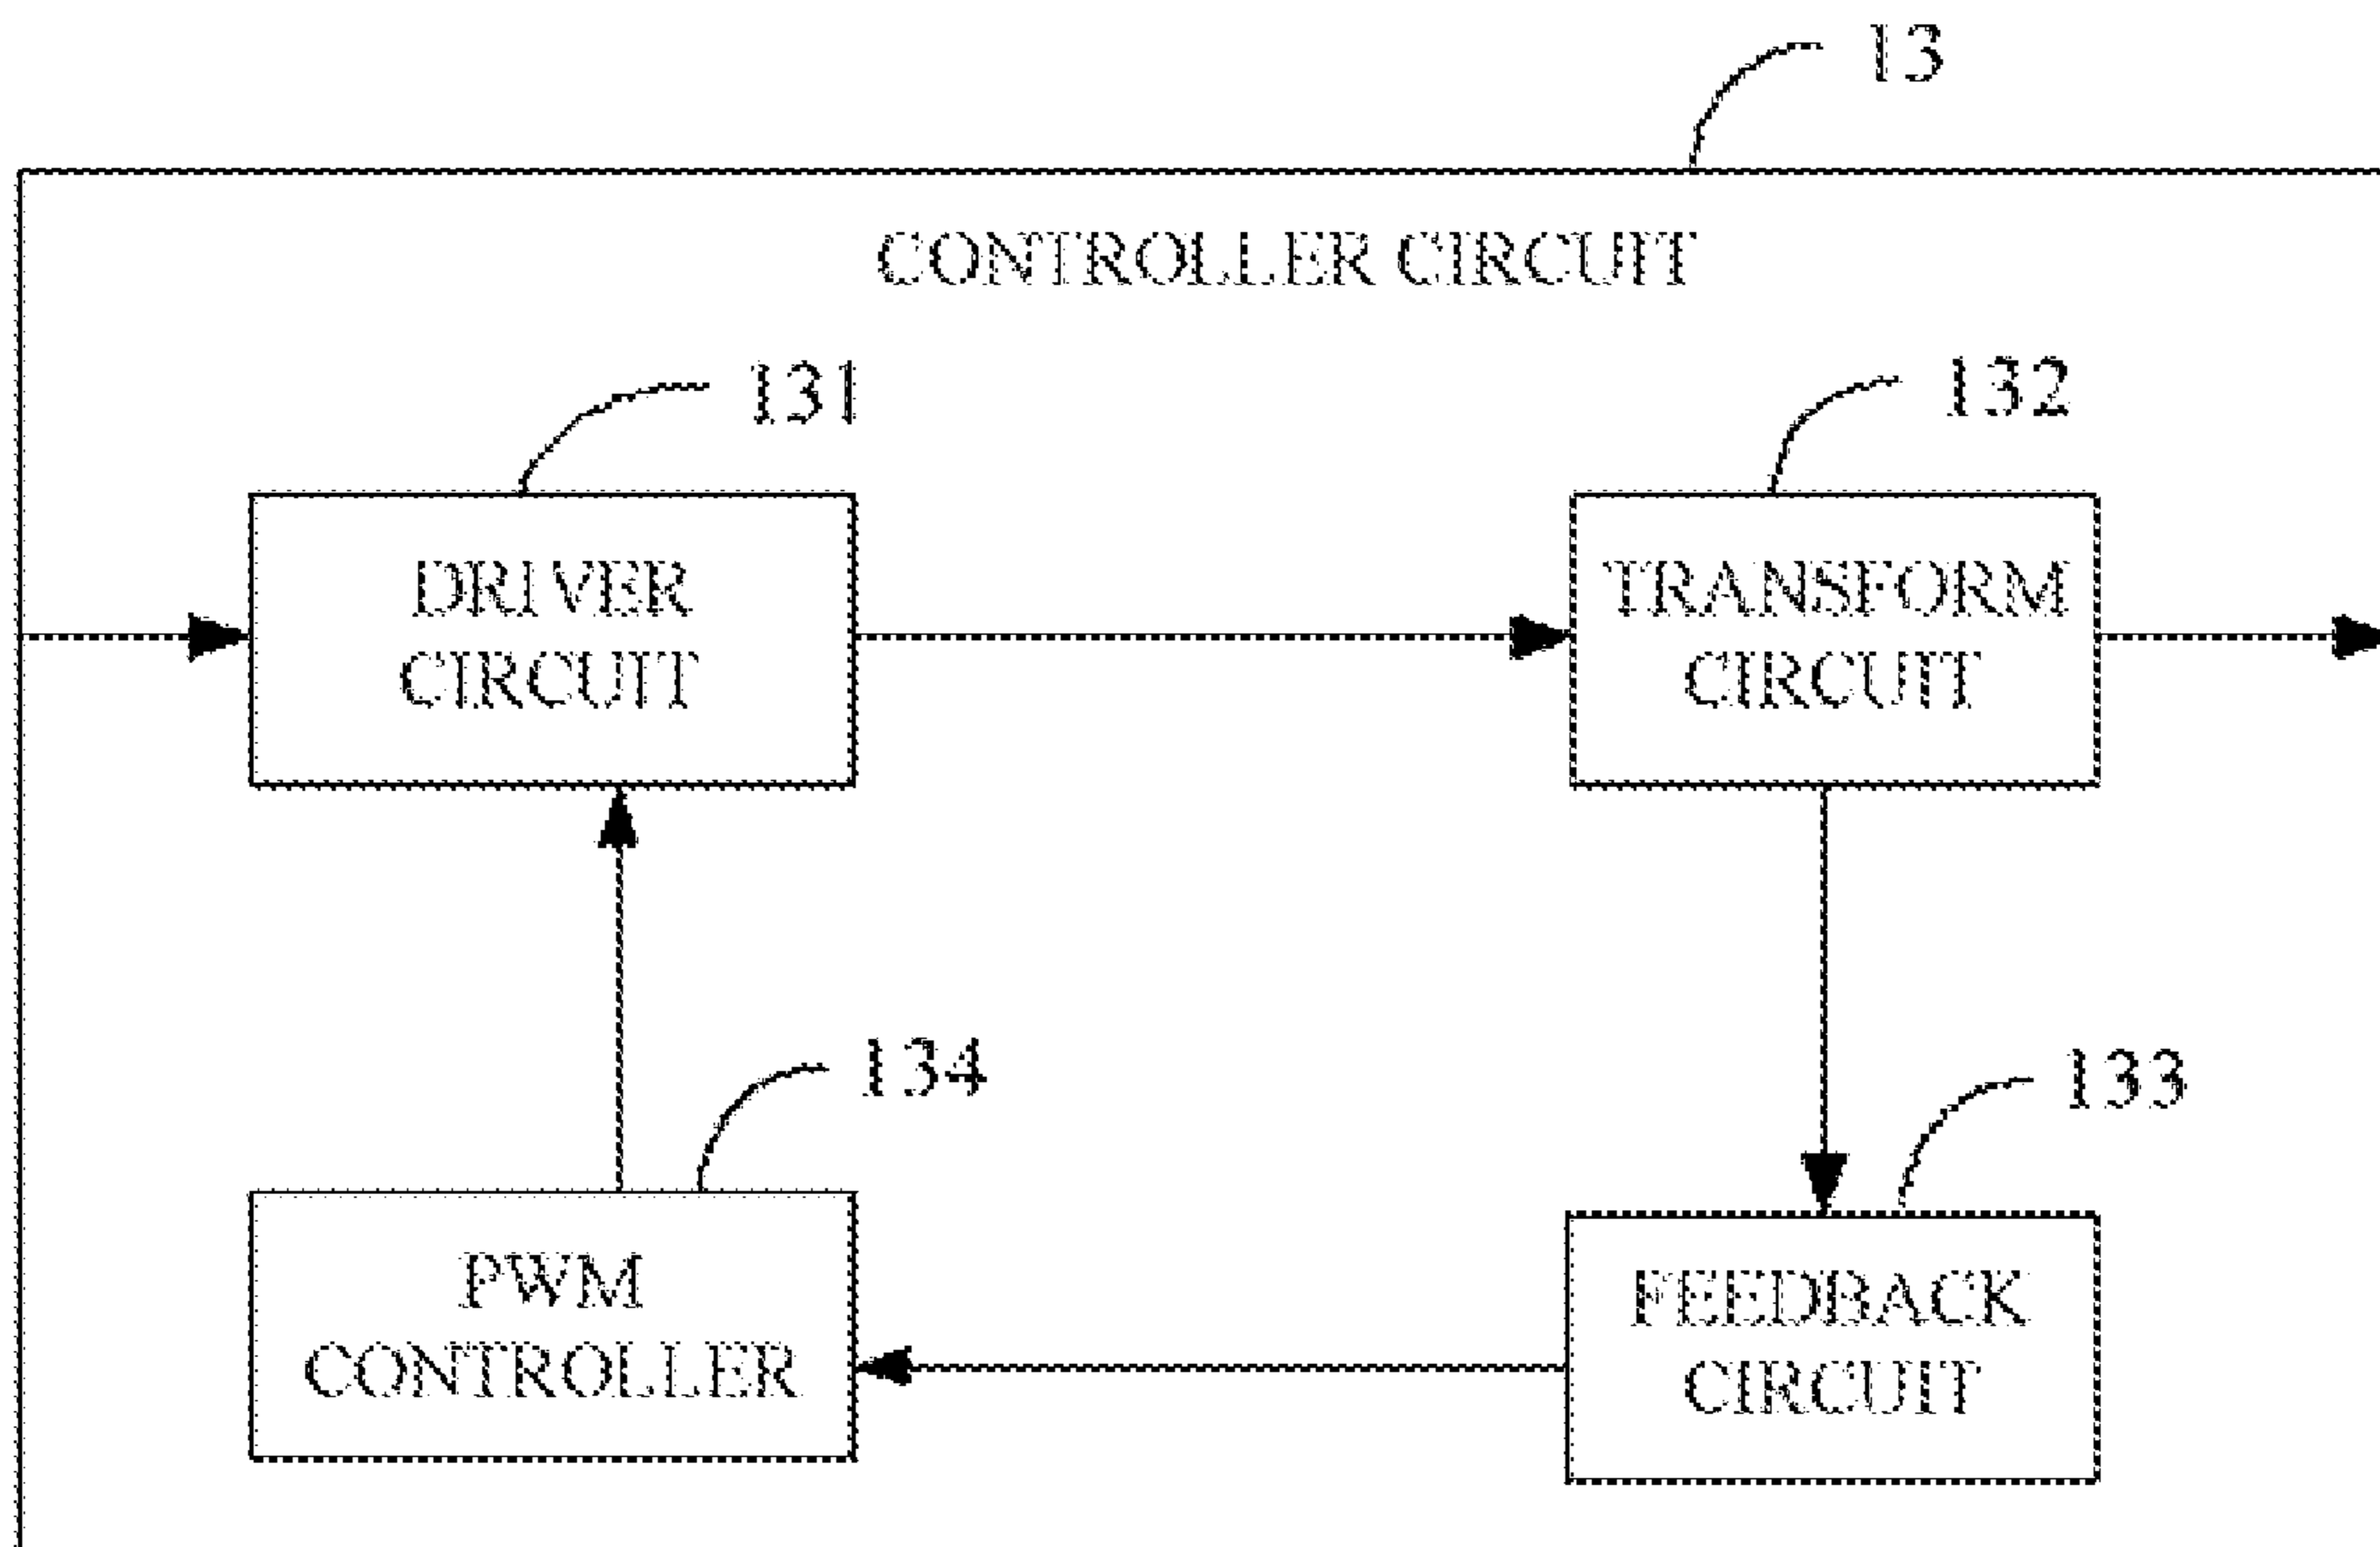 13
CONTROLLER CIRCUIT
131
132
DRIVER
CIRCUIT
TRANSFORM
CIRCUIT
134
133
PWM
CONTROLLER
FEEDBACK
CIRCUIT